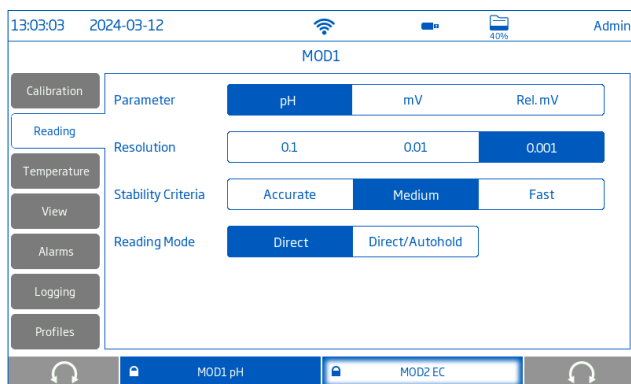 13:03:03 2024-03-12 40% Admin
MOD1
Calibration
Reading
Temperature
View
Alarms
Logging
Profiles
Parameter pH mV Rel. mV
Resolution 0.1 0.01 0.001
Stability Criteria Accurate Medium Fast
Reading Mode Direct Direct/Autohold
MOD1 pH MOD2 EC